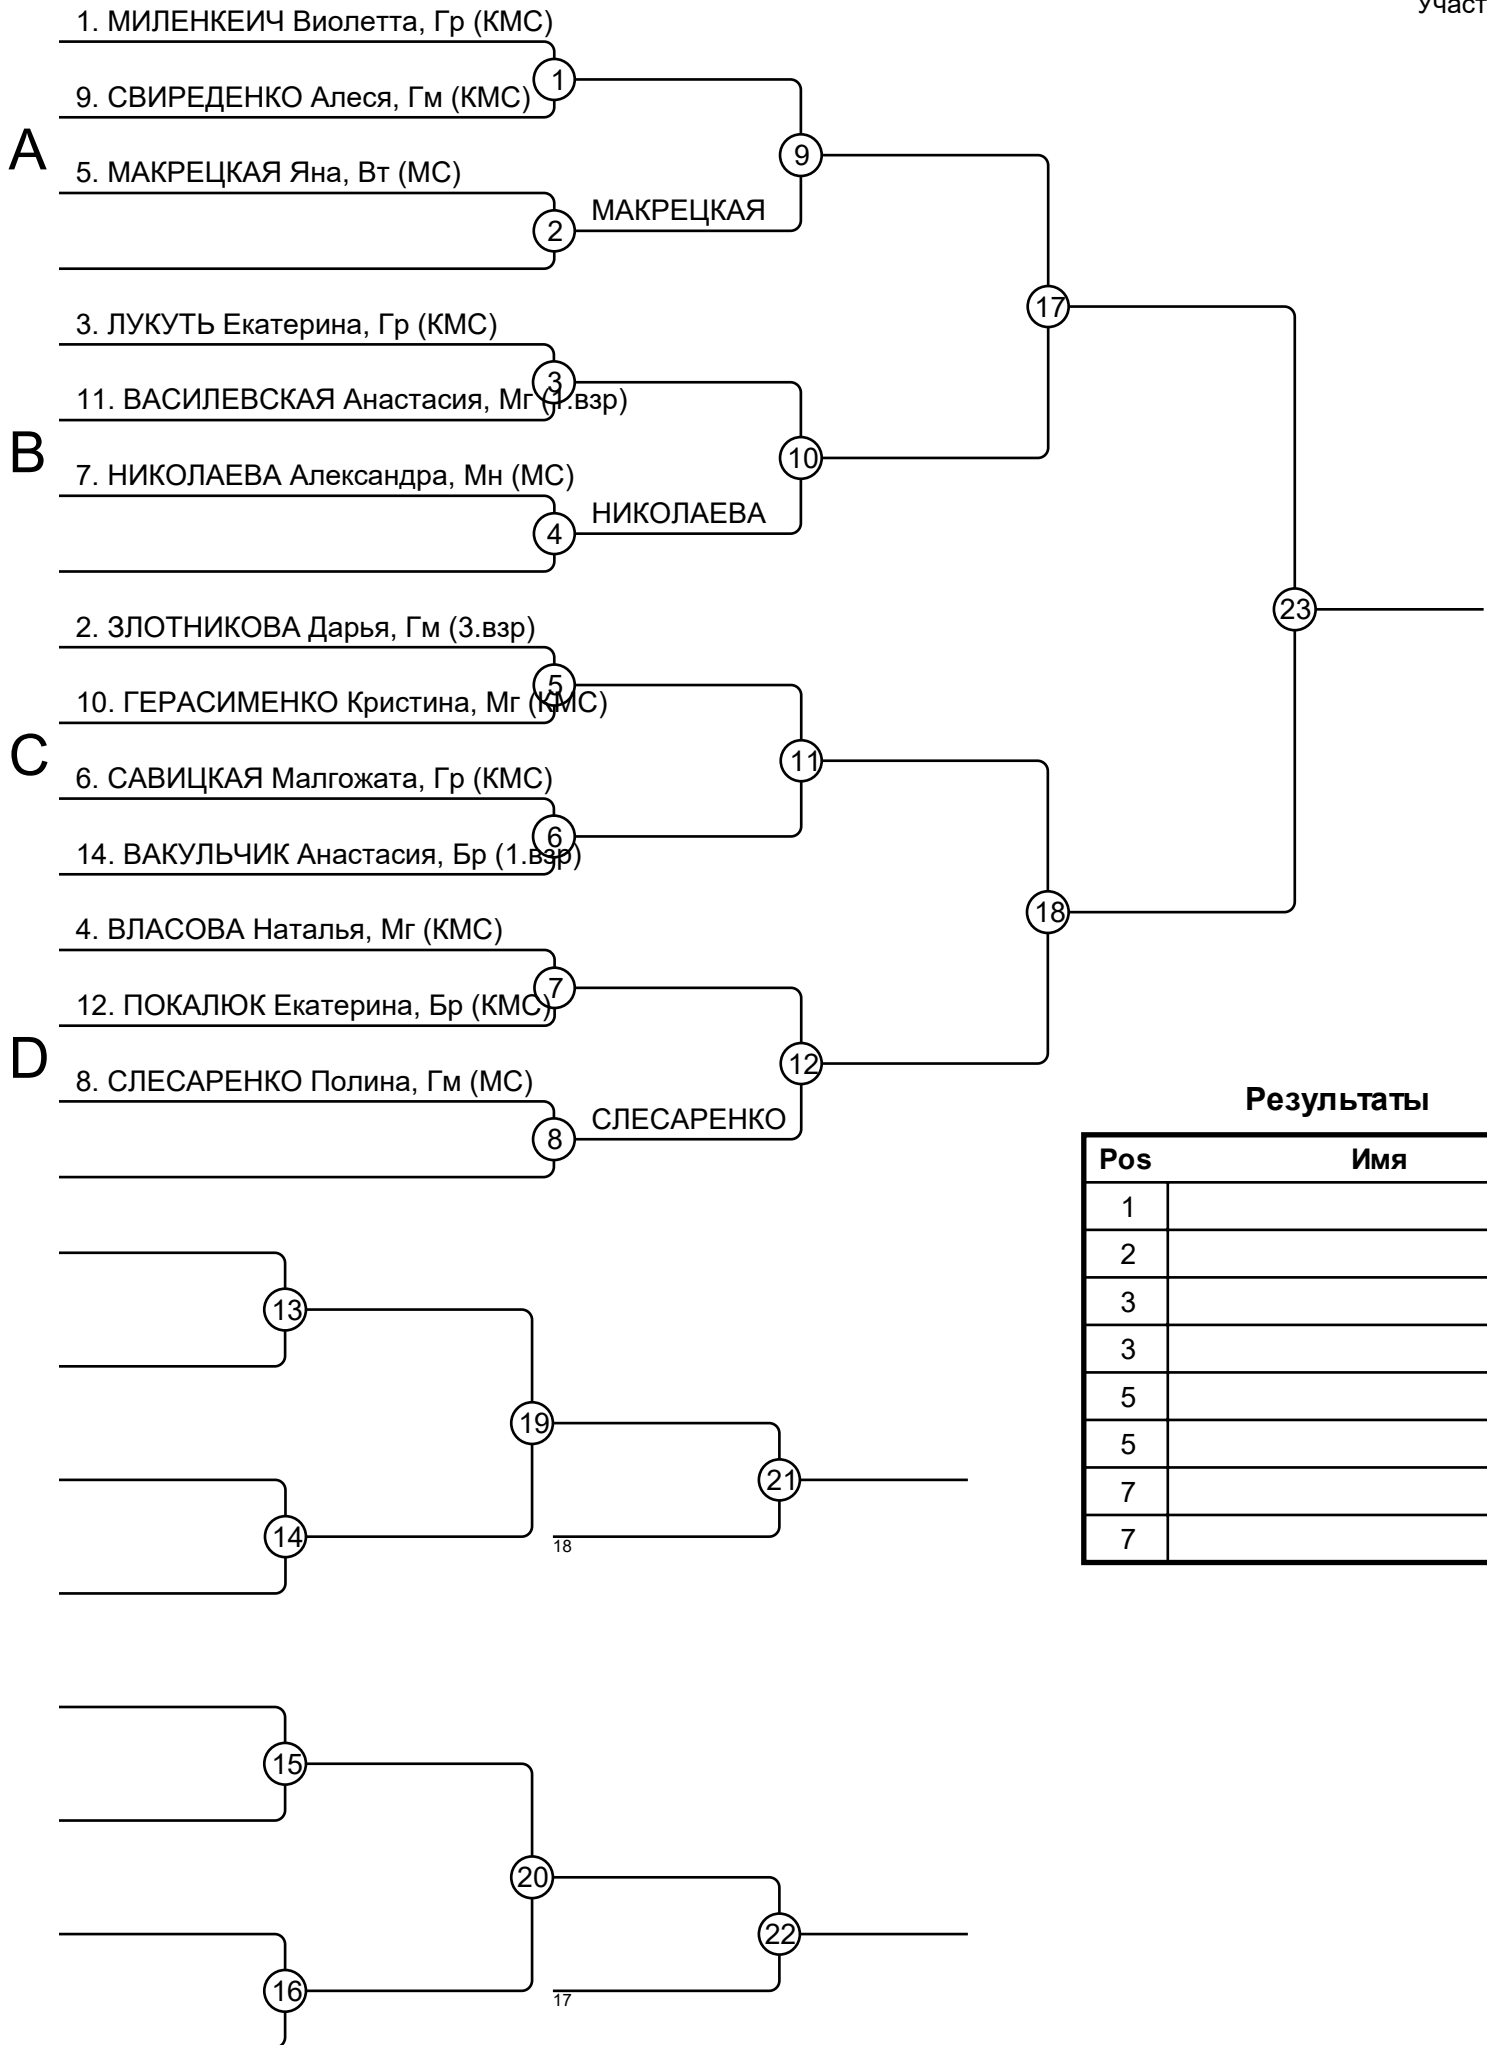 Участ
1. МИЛЕНКЕИЧ Виолетта, Гр (КМС)
1
9. СВИРЕДЕНКО Алеся, Гм (КМС)
A
9
5. МАКРЕЦКАЯ Яна, Вт (МС)
МАКРЕЦКАЯ
2
17
3. ЛУКУТЬ Екатерина, Гр (КМС)
3
11. ВАСИЛЕВСКАЯ Анастасия, Мг (1.взр)
B
10
7. НИКОЛАЕВА Александра, Мн (МС)
НИКОЛАЕВА
4
23
2. ЗЛОТНИКОВА Дарья, Гм (3.взр)
5
10. ГЕРАСИМЕНКО Кристина, Мг (КМС)
C
11
6. САВИЦКАЯ Малгожата, Гр (КМС)
6
14. ВАКУЛЬЧИК Анастасия, Бр (1.взр)
18
4. ВЛАСОВА Наталья, Мг (КМС)
7
12. ПОКАЛЮК Екатерина, Бр (КМС)
D
12
8. СЛЕСАРЕНКО Полина, Гм (МС)
СЛЕСАРЕНКО
8
Результаты
Pos Имя
1
2
3
3
5
5
7
7
13
19
21
14
18
15
20
22
16
17